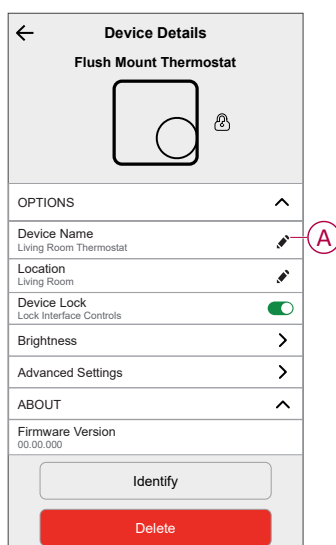 Device Details
Flush Mount Thermostat
OPTIONS
Device Name
Living Room Thermostat
A
Location
Living Room
Device Lock
Lock Interface Controls
Brightness
Advanced Settings
ABOUT
Firmware Version
00.00.000
Identify
Delete